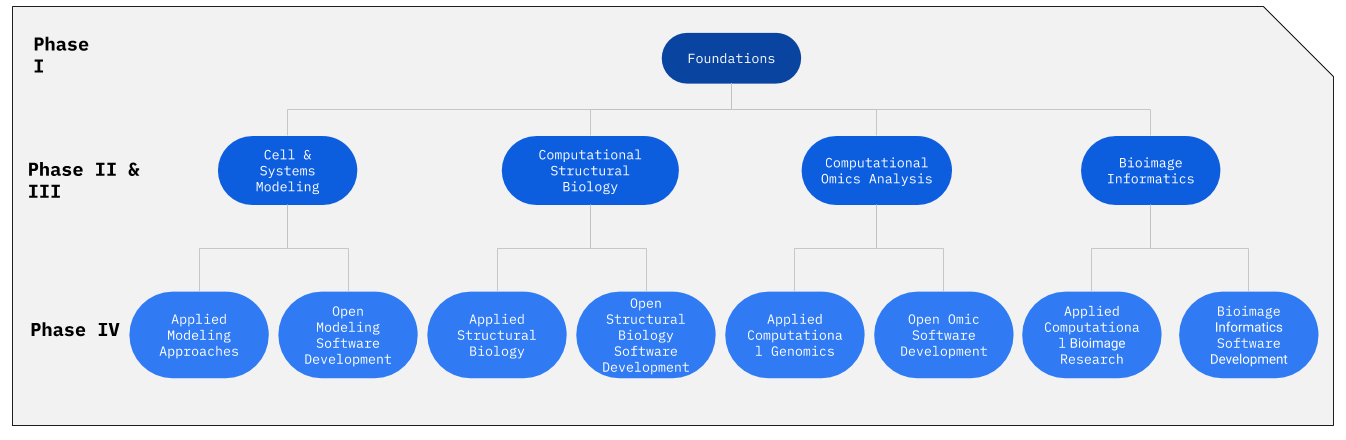 Phase
I
Foundations
Phase II &
III
Cell &
Systems
Modeling
Computational
Structural
Biology
Computational
Omics Analysis
Bioimage
Informatics
Phase IV
Applied
Modeling
Approaches
Open
Modeling
Software
Development
Applied
Structural
Biology
Open
Structural
Biology
Software
Development
Applied
Computationa
l Genomics
Open Omic
Software
Development
Applied
Computationa
l Bioimage
Research
Bioimage
Informatics
Software
Development